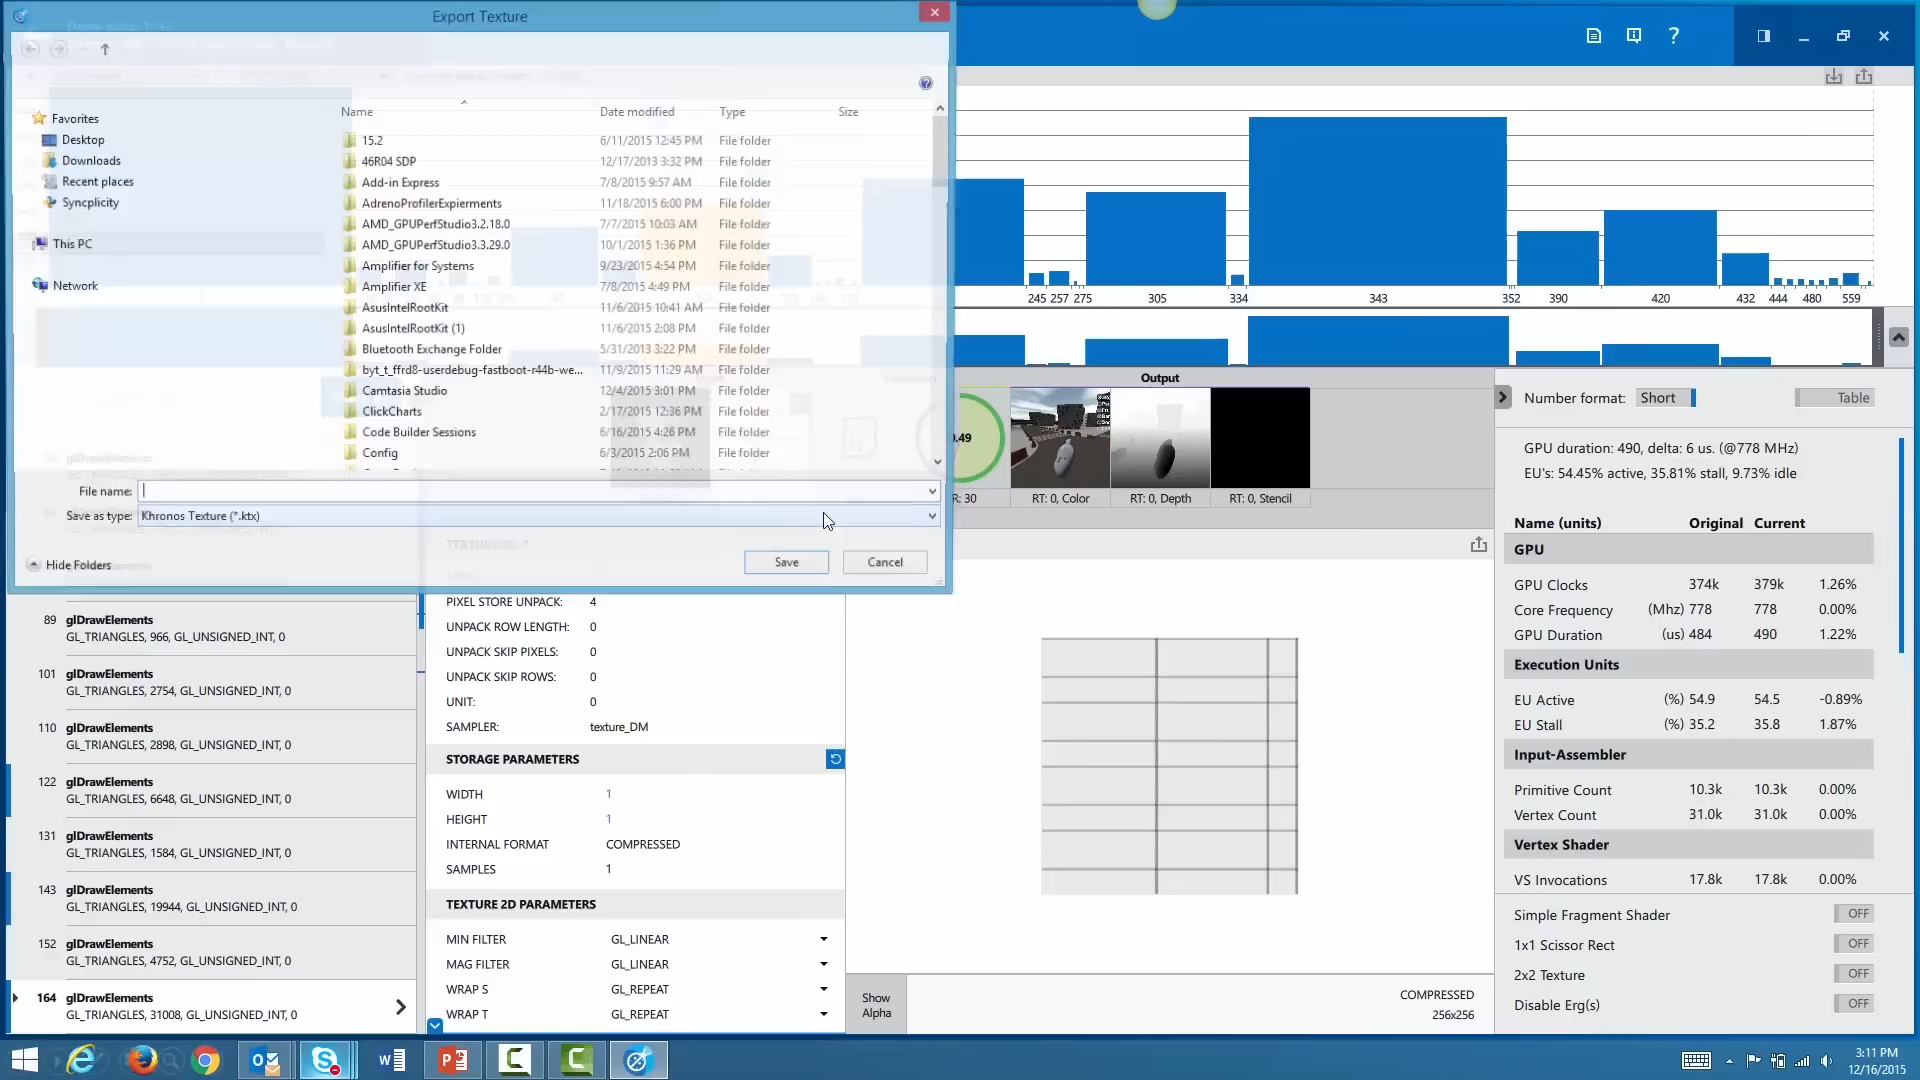 Export Texture
Name
Date modified
Type
Size
Favorites
Desktop
Downloads
Recent places
Syncplicity
This PC
Network
15.2 6/11/2015 12:45 PM File folder
46R04 SDP 12/17/2013 3:32 PM File folder
Add-in Express 7/8/2015 9:57 AM File folder
AdrenoProfilerExpierments 11/18/2015 6:00 PM File folder
AMD_GPUPerfStudio3.2.18.0 7/7/2015 10:03 AM File folder
AMD_GPUPerfStudio3.3.29.0 10/1/2015 1:36 PM File folder
Amplifier for Systems 9/23/2015 4:54 PM File folder
Amplifier XE 7/8/2015 4:49 PM File folder
AsusIntelRootKit 11/6/2015 10:41 AM File folder
AsusIntelRootKit (1) 11/6/2015 2:08 PM File folder
Bluetooth Exchange Folder 5/31/2013 3:22 PM File folder
byt_t_ffrd8-userdebug-fastboot-r44b-we... 11/9/2015 11:29 AM File folder
Camtasia Studio 12/4/2015 3:01 PM File folder
ClickCharts 2/17/2015 12:36 PM File folder
Code Builder Sessions 6/16/2015 4:26 PM File folder
Config 6/3/2015 2:06 PM File folder
File name:
Save as type: Khronos Texture (*.ktx)
Hide Folders
Save
Cancel
245 257 275 305 334 343 352 390 420 432 444 480 559
Output
RT: 0, Color
RT: 0, Depth
RT: 0, Stencil
89 glDrawElements
GL_TRIANGLES, 966, GL_UNSIGNED_INT, 0
101 glDrawElements
GL_TRIANGLES, 2754, GL_UNSIGNED_INT, 0
110 glDrawElements
GL_TRIANGLES, 2898, GL_UNSIGNED_INT, 0
122 glDrawElements
GL_TRIANGLES, 6648, GL_UNSIGNED_INT, 0
131 glDrawElements
GL_TRIANGLES, 1584, GL_UNSIGNED_INT, 0
143 glDrawElements
GL_TRIANGLES, 19944, GL_UNSIGNED_INT, 0
152 glDrawElements
GL_TRIANGLES, 4752, GL_UNSIGNED_INT, 0
164 glDrawElements
GL_TRIANGLES, 31008, GL_UNSIGNED_INT, 0
PIXEL STORE UNPACK: 4
UNPACK ROW LENGTH: 0
UNPACK SKIP PIXELS: 0
UNPACK SKIP ROWS: 0
UNIT: 0
SAMPLER: texture_DM
STORAGE PARAMETERS
WIDTH 1
HEIGHT 1
INTERNAL FORMAT COMPRESSED
SAMPLES 1
TEXTURE 2D PARAMETERS
MIN FILTER GL_LINEAR
MAG FILTER GL_LINEAR
WRAP S GL_REPEAT
WRAP T GL_REPEAT
Show
Alpha
COMPRESSED
256x256
Number format: Short
Table
GPU duration: 490, delta: 6 us. (@778 MHz)
EU's: 54.45% active, 35.81% stall, 9.73% idle
Name (units) Original Current
GPU
GPU Clocks 374k 379k 1.26%
Core Frequency (Mhz) 778 778 0.00%
GPU Duration (us) 484 490 1.22%
Execution Units
EU Active (%) 54.9 54.5 -0.89%
EU Stall (%) 35.2 35.8 1.87%
Input-Assembler
Primitive Count 10.3k 10.3k 0.00%
Vertex Count 31.0k 31.0k 0.00%
Vertex Shader
VS Invocations 17.8k 17.8k 0.00%
Simple Fragment Shader OFF
1x1 Scissor Rect OFF
2x2 Texture OFF
Disable Erg(s) OFF
3:11 PM
12/16/2015